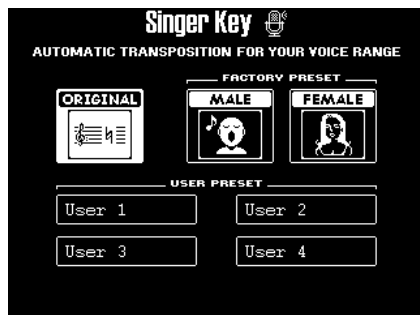 Singer Key
AUTOMATIC TRANSPOSITION FOR YOUR VOICE RANGE
FACTORY PRESET
ORIGINAL
MALE
FEMALE
USER PRESET
User 1
User 2
User 3
User 4